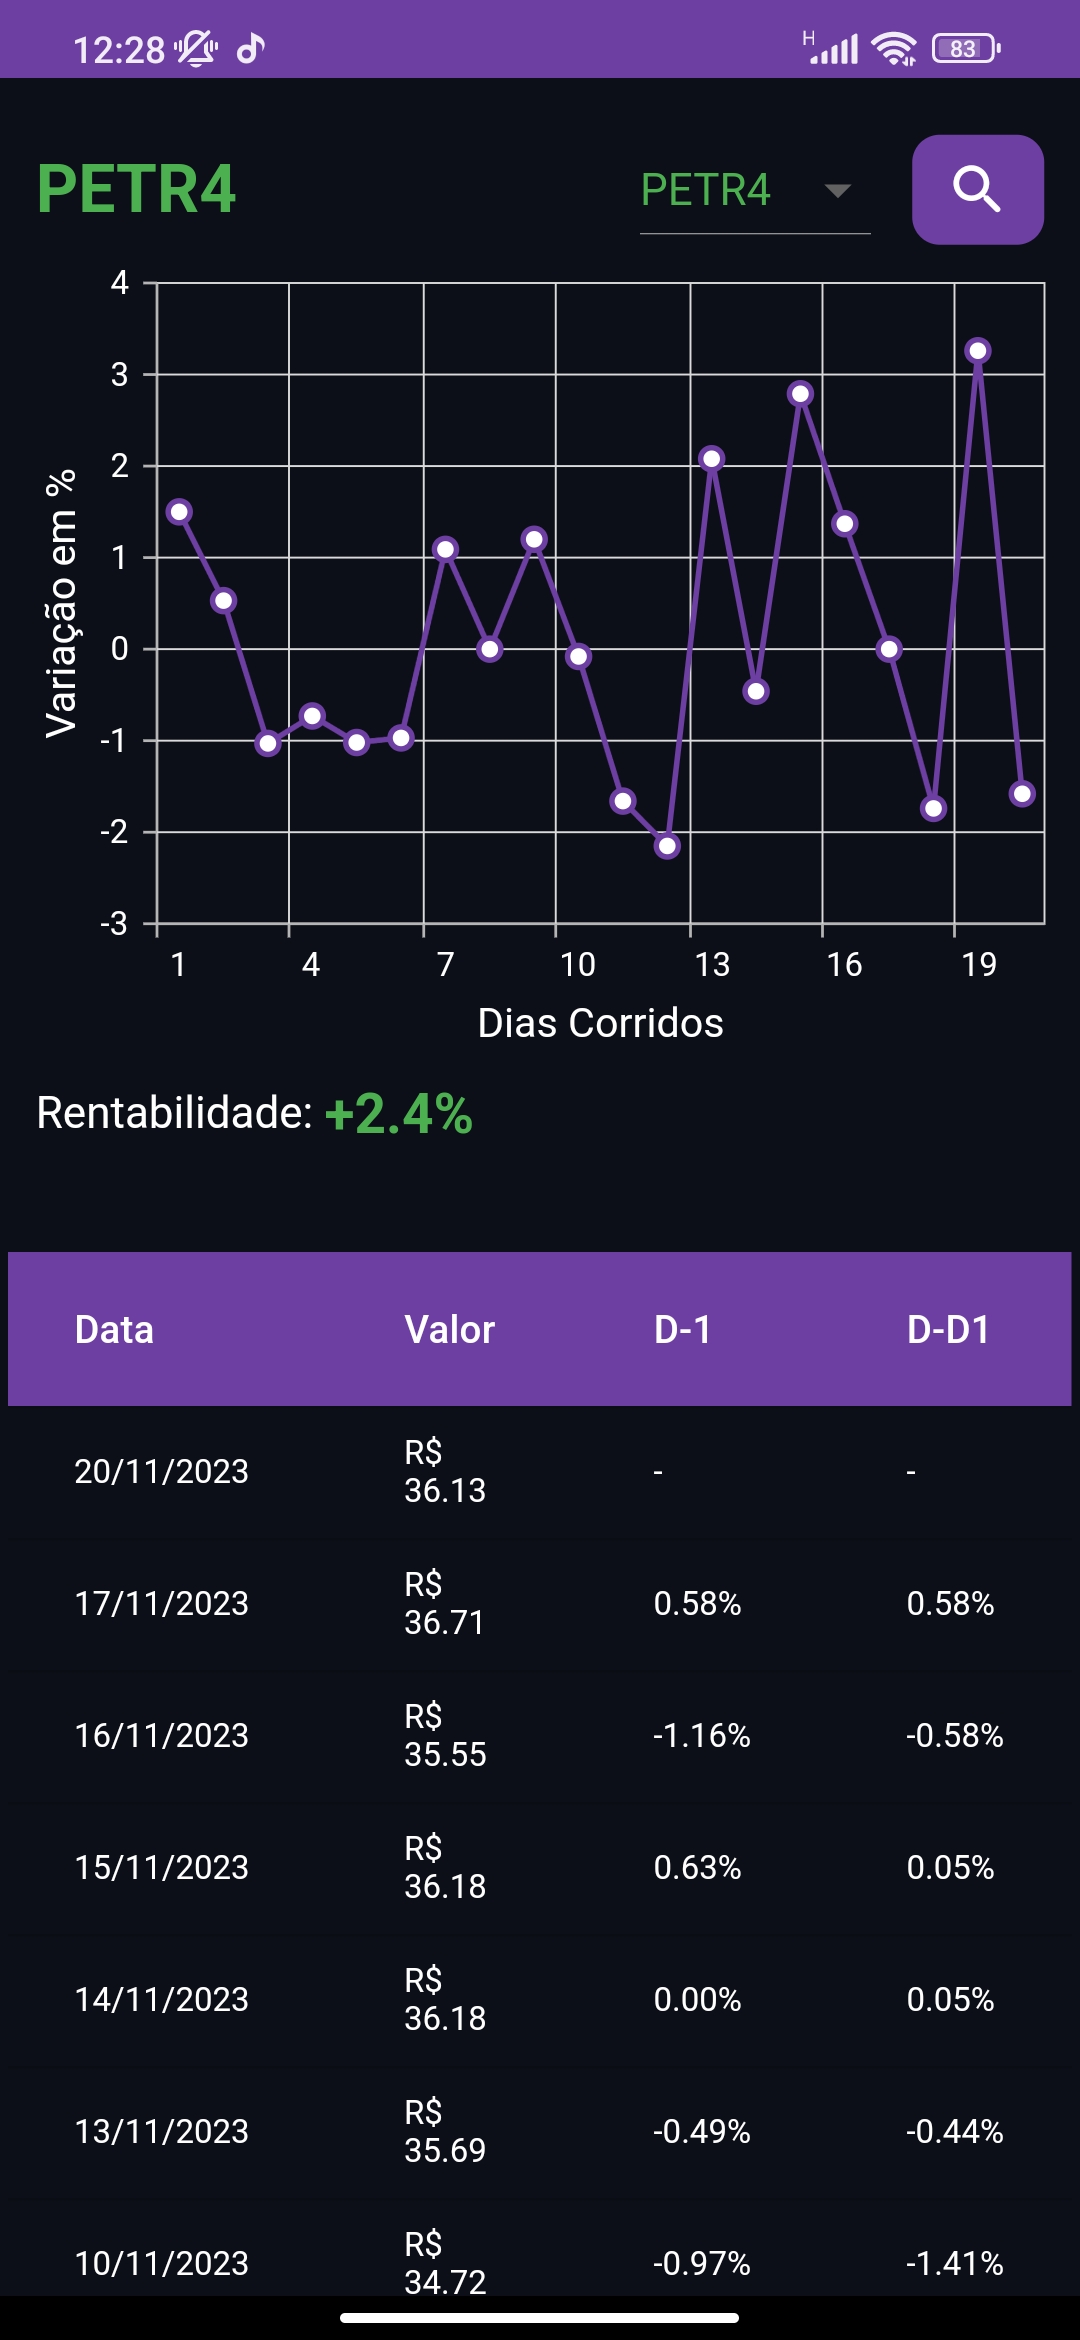 12:28
H
83
PETR4
PETR4
4
3
2
1
0
-1
-2
-3
Variação em %
1 4 7 10 13 16 19
Dias Corridos
Rentabilidade: +2.4%
Data Valor D-1 D-D1
20/11/2023 R$ 36.13 - -
17/11/2023 R$ 36.71 0.58% 0.58%
16/11/2023 R$ 35.55 -1.16% -0.58%
15/11/2023 R$ 36.18 0.63% 0.05%
14/11/2023 R$ 36.18 0.00% 0.05%
13/11/2023 R$ 35.69 -0.49% -0.44%
10/11/2023 R$ 34.72 -0.97% -1.41%